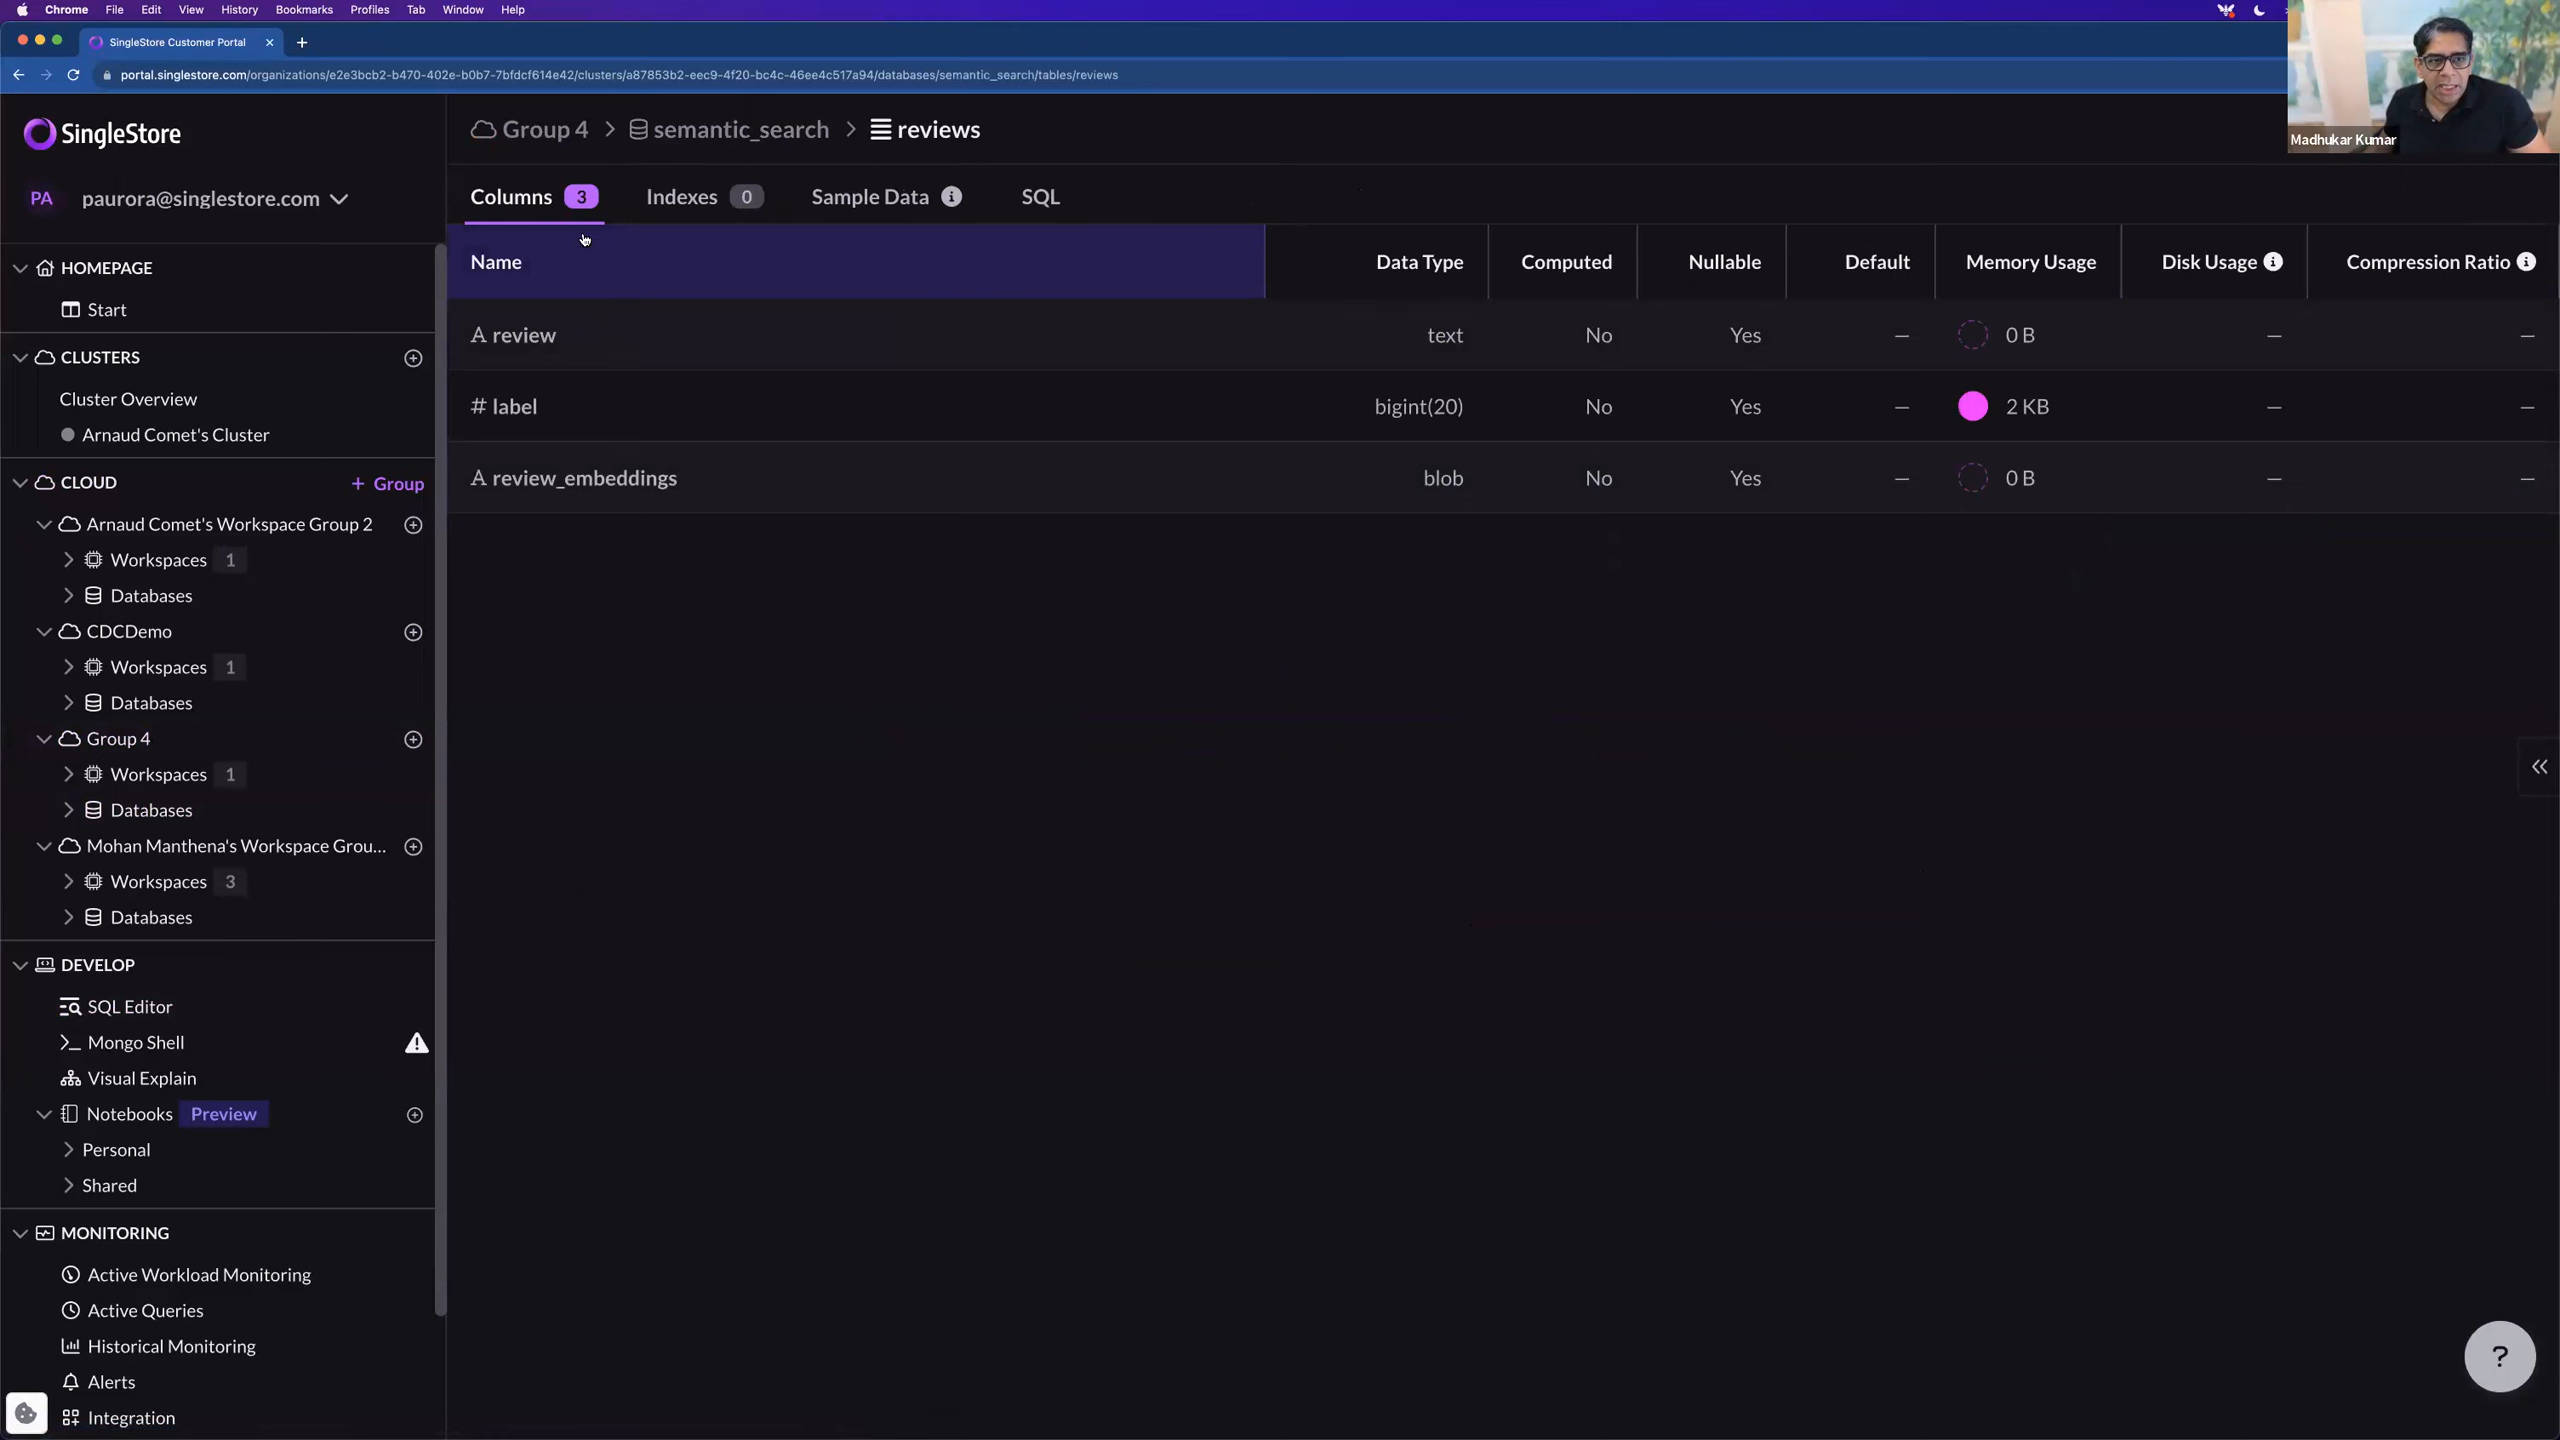 Chrome File Edit View History Bookmarks Profiles Tab Window Help
SingleStore Customer Portal
portal.singlestore.com/organizations/e2e3bcb2-b470-402e-b0b7-7bfdcf614e42/clusters/a87853b2-eec9-4f20-bc4c-46ee4c517a94/databases/semantic_search/tables/reviews
Madhukar Kumar
SingleStore
PA paurora@singlestore.com
HOMEPAGE
Start
CLUSTERS
Cluster Overview
Arnaud Comet's Cluster
CLOUD + Group
Arnaud Comet's Workspace Group 2
Workspaces 1
Databases
CDCDemo
Workspaces 1
Databases
Group 4
Workspaces 1
Databases
Mohan Manthena's Workspace Grou...
Workspaces 3
Databases
DEVELOP
SQL Editor
Mongo Shell
Visual Explain
Notebooks Preview
Personal
Shared
MONITORING
Active Workload Monitoring
Active Queries
Historical Monitoring
Alerts
Integration
Group 4 > semantic_search > reviews
Columns 3 Indexes 0 Sample Data SQL
Name Data Type Computed Nullable Default Memory Usage Disk Usage Compression Ratio
A review text No Yes — 0 B — —
# label bigint(20) No Yes — 2 KB — —
A review_embeddings blob No Yes — 0 B — —
?